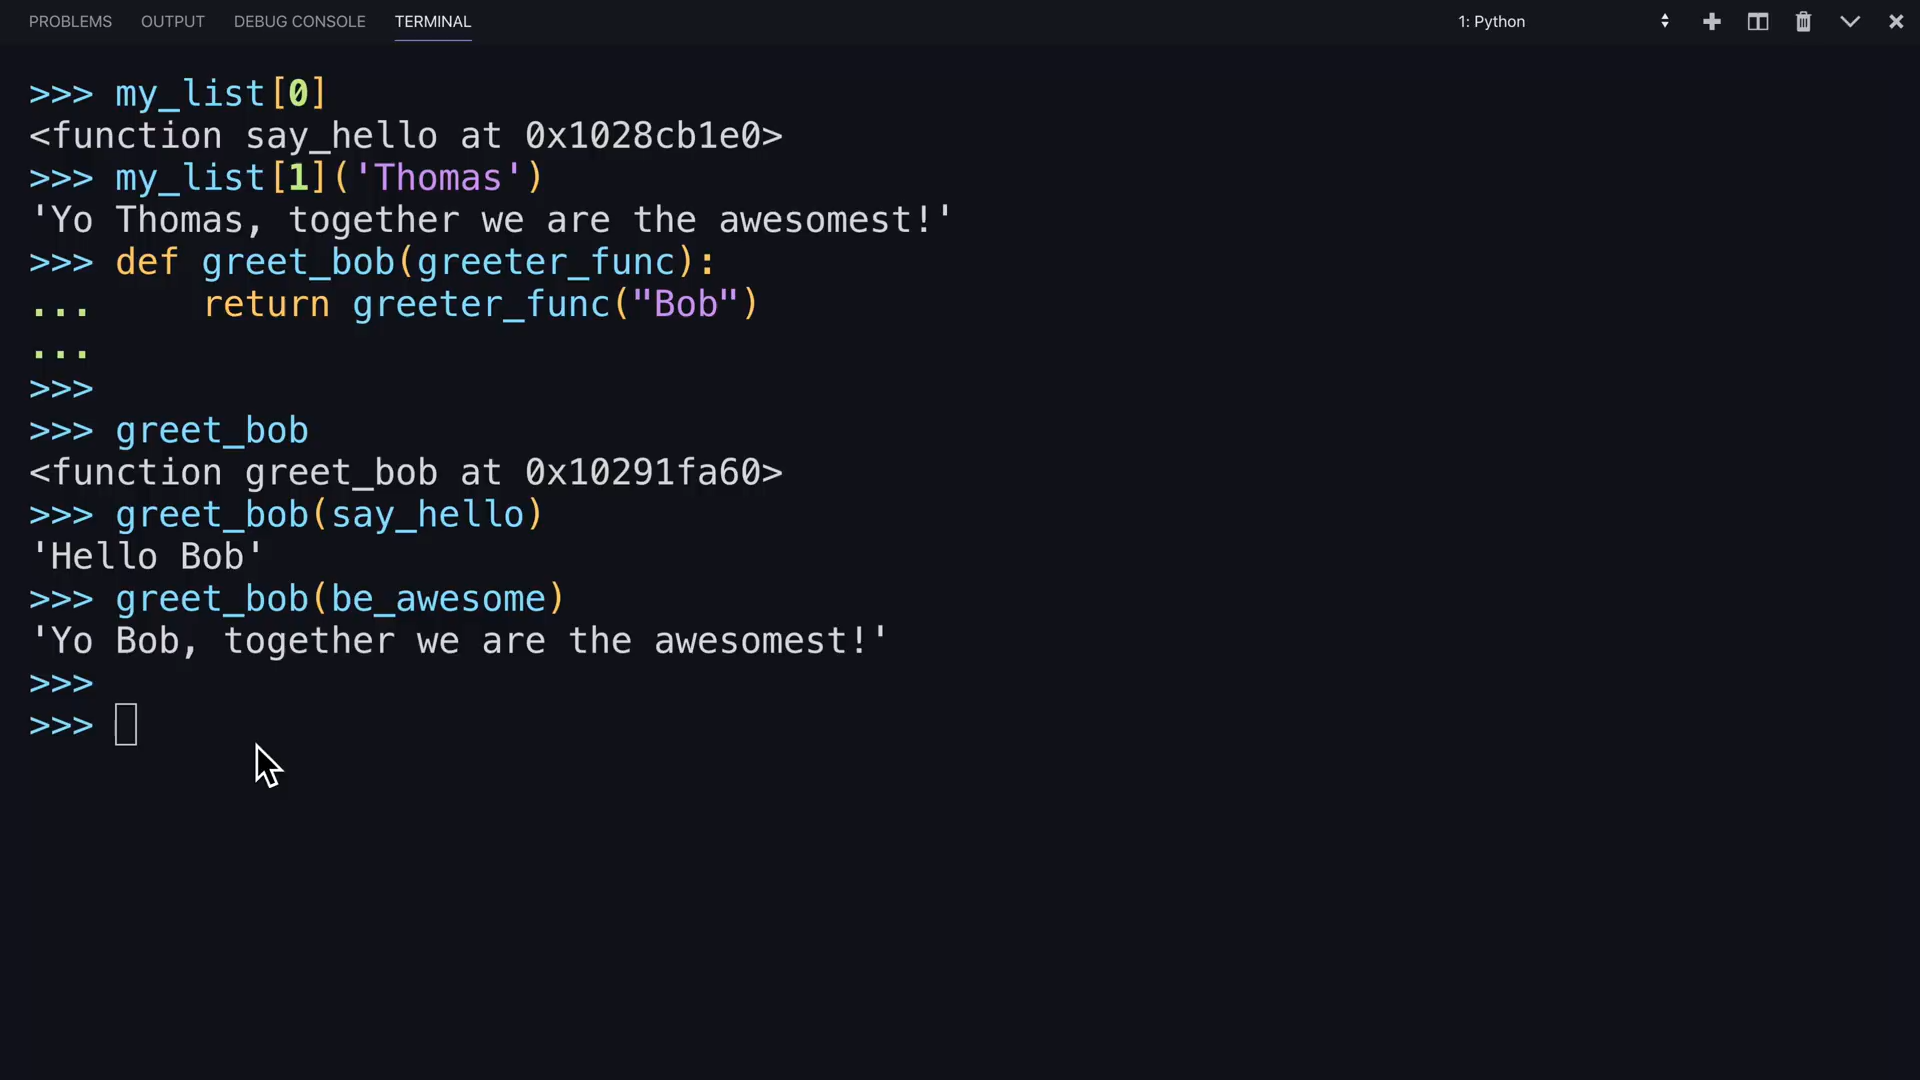 PROBLEMS OUTPUT DEBUG CONSOLE TERMINAL 1: Python
>>> my_list[0]
<function say_hello at 0x1028cb1e0>
>>> my_list[1]('Thomas')
'Yo Thomas, together we are the awesomest!'
>>> def greet_bob(greeter_func):
...     return greeter_func("Bob")
...
>>>
>>> greet_bob
<function greet_bob at 0x10291fa60>
>>> greet_bob(say_hello)
'Hello Bob'
>>> greet_bob(be_awesome)
'Yo Bob, together we are the awesomest!'
>>>
>>>